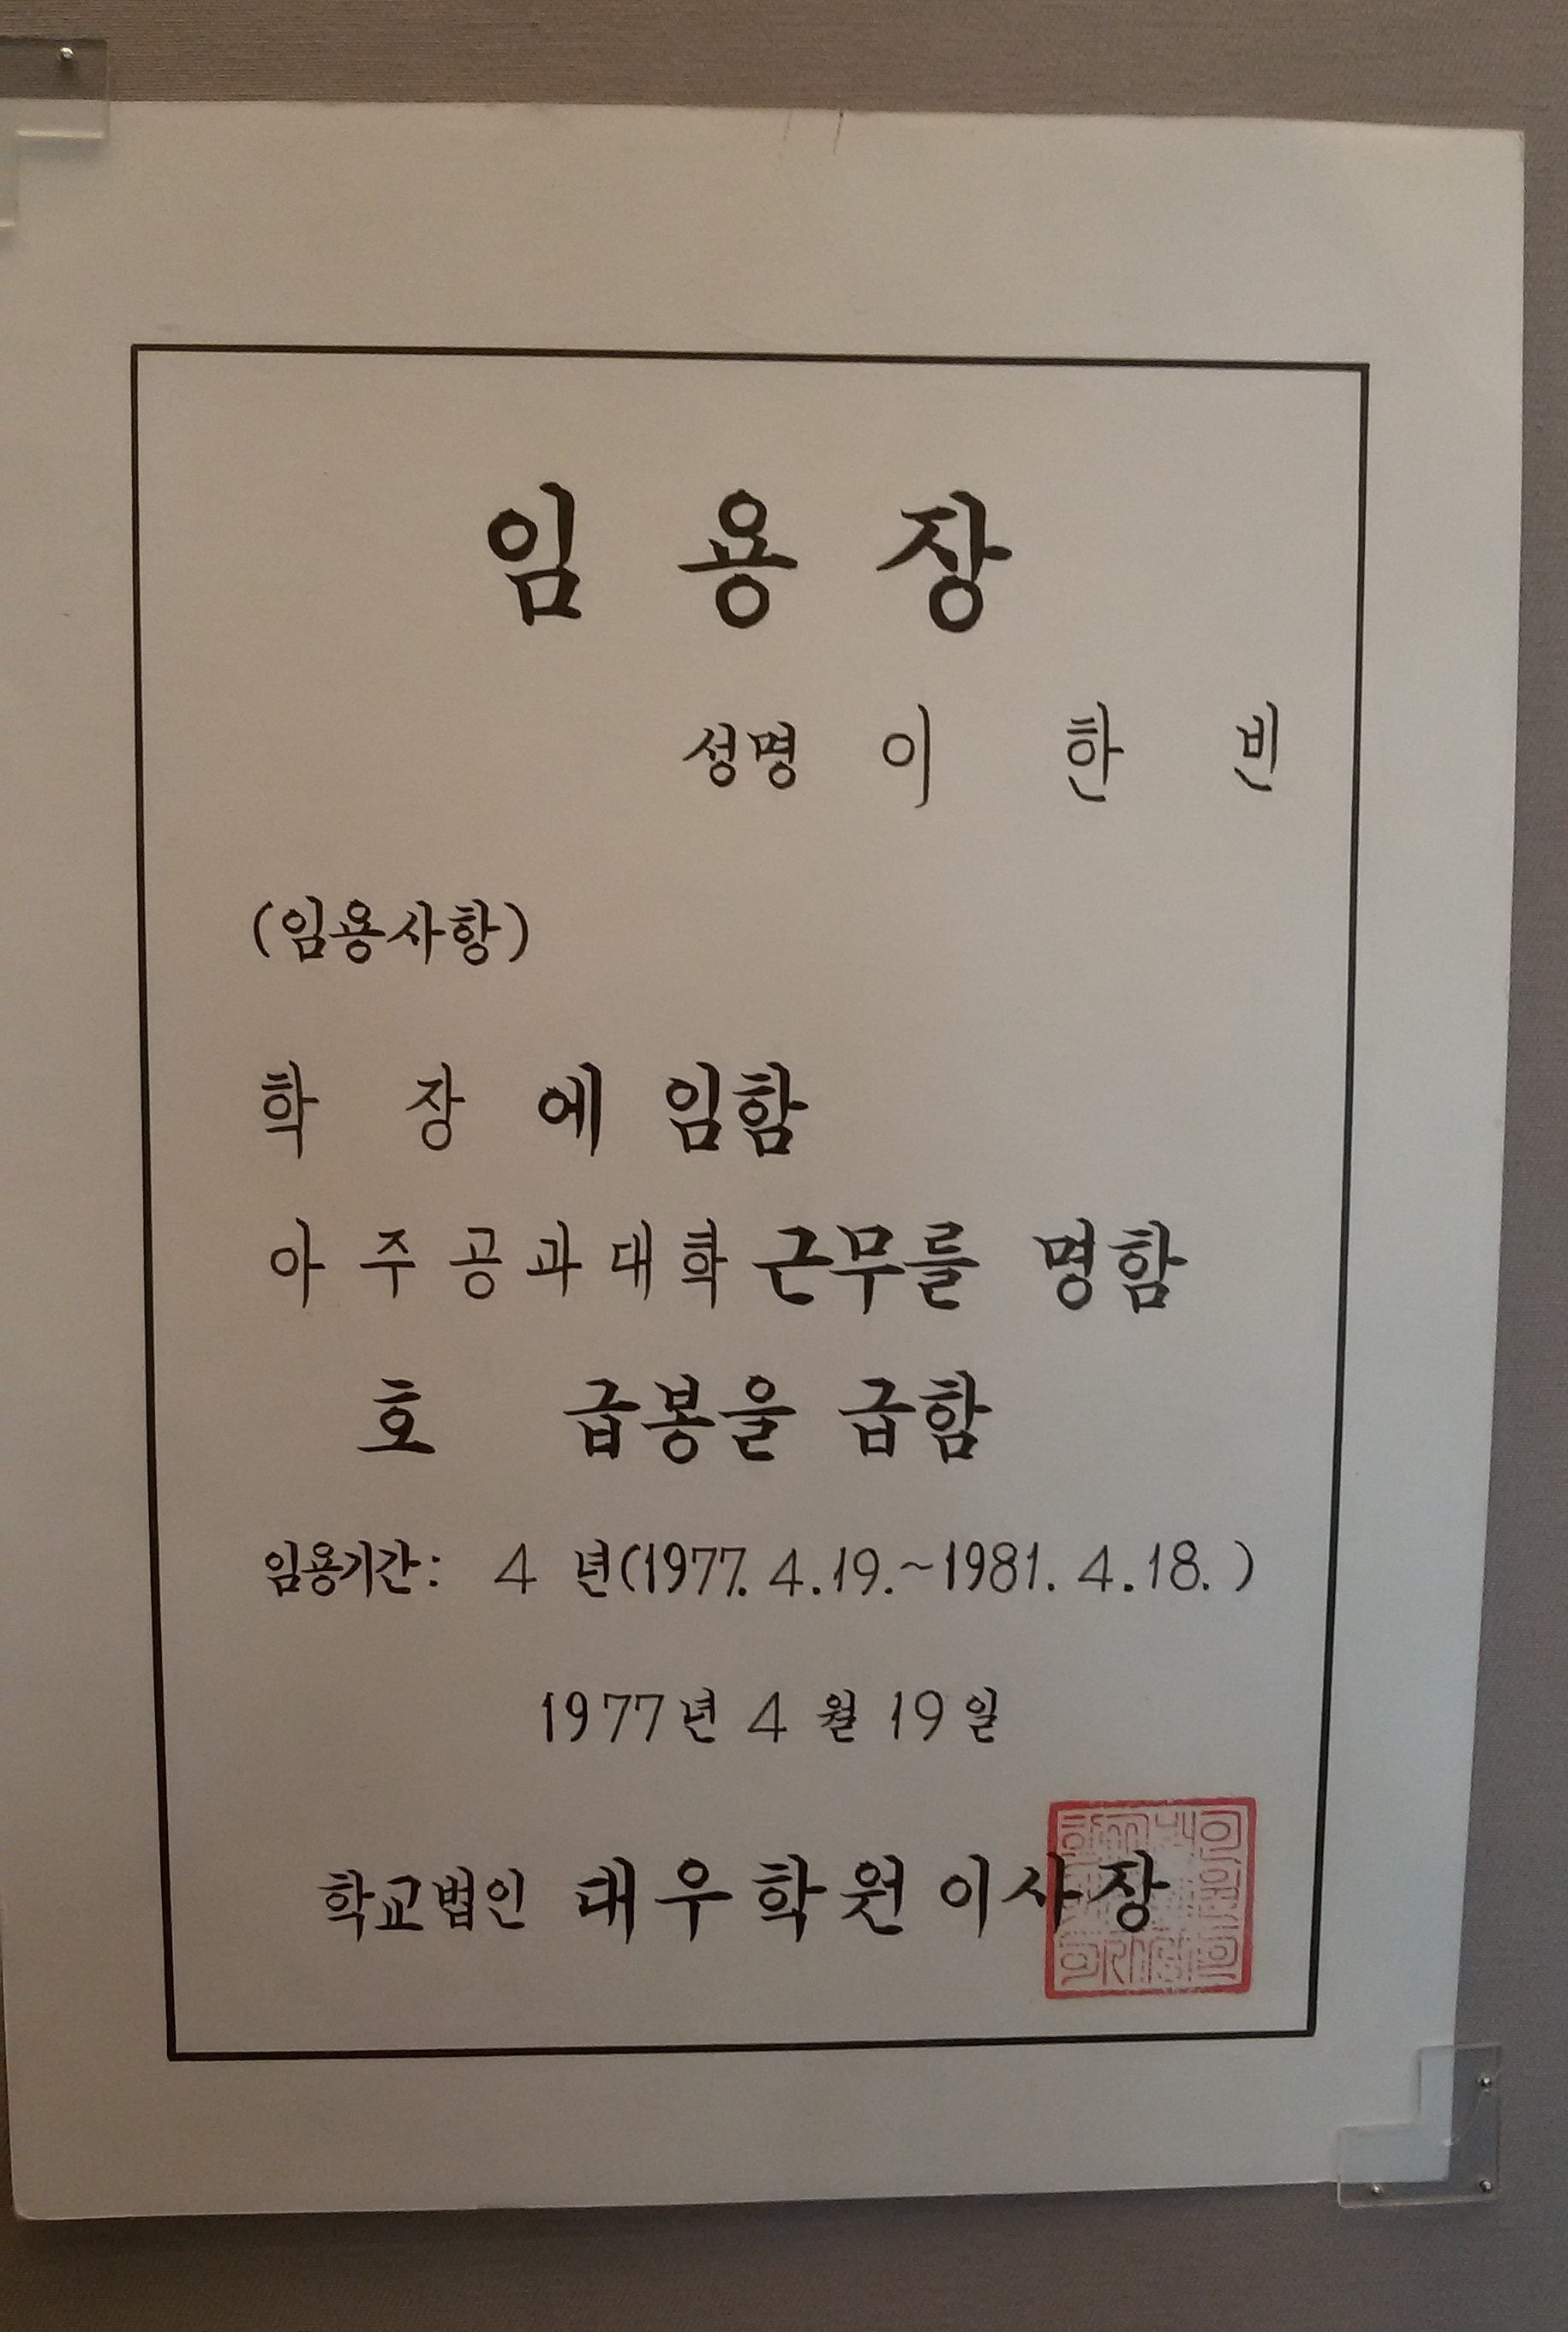 임 용 장
성명 이 한 빈
(임용사항)
학 장 에 임함
아 주 공 과 대 학 근무를 명함
호 급봉을 급함
임용기간: 4 년(1977. 4.19.~1981. 4.18. )
1977년 4 월 19 일
학교법인 대우학원 이사장